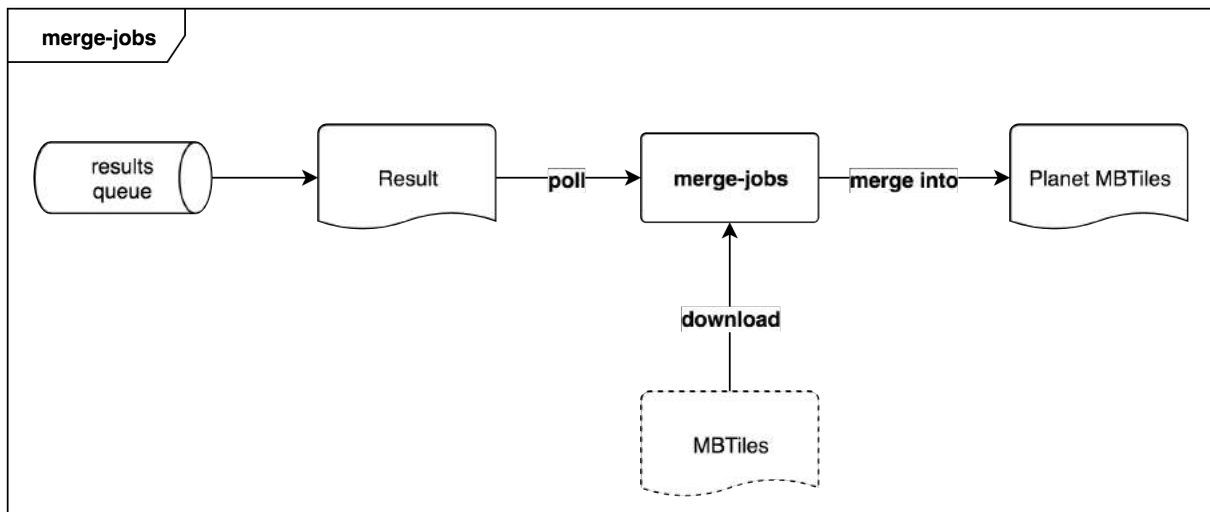 merge-jobs
results
queue
Result
poll
merge-jobs
merge into
Planet MBTiles
download
MBTiles